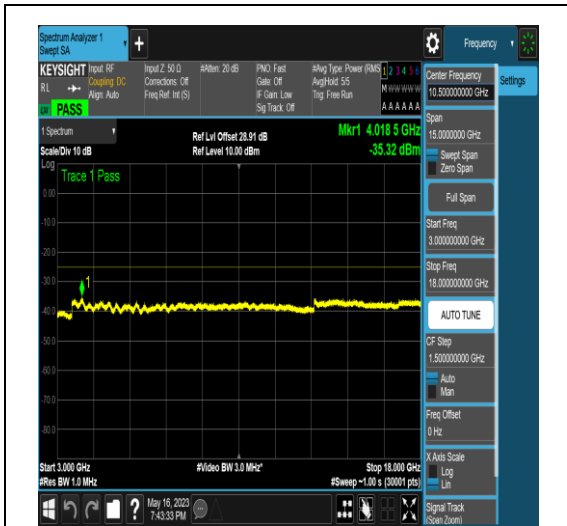 Spectrum Analyzer 1
Swept SA
Frequency
KEYSIGHT
RL
Input: RF
Coupling: DC
Align: Auto
Input Z: 50 Ω
Corrections: Off
Freq Ref: Int (S)
#Atten: 20 dB
PNO: Fast
Gate: Off
IF Gain: Low
Sig Track: Off
#Avg Type: Power (RMS
Avg|Hold: 5/5
Trig: Free Run
1 2 3 4 5 6
M W W W W W
A A A A A A
PASS
1 Spectrum
Scale/Div 10 dB
Ref Lvl Offset 28.91 dB
Ref Level 10.00 dBm
Mkr1 4.018 5 GHz
-35.32 dBm
Log
Trace 1 Pass
0.00
-10.0
-20.0
-30.0
-40.0
-50.0
-60.0
-70.0
-80.0
1
Start 3.000 GHz
#Res BW 1.0 MHz
#Video BW 3.0 MHz*
Stop 18.000 GHz
#Sweep ~1.00 s (30001 pts)
May 16, 2023
7:43:33 PM
Center Frequency
10.500000000 GHz
Settings
Span
15.0000000 GHz
Swept Span
Zero Span
Full Span
Start Freq
3.000000000 GHz
Stop Freq
18.000000000 GHz
AUTO TUNE
CF Step
1.500000000 GHz
Auto
Man
Freq Offset
0 Hz
X Axis Scale
Log
Lin
Signal Track
(Span Zoom)